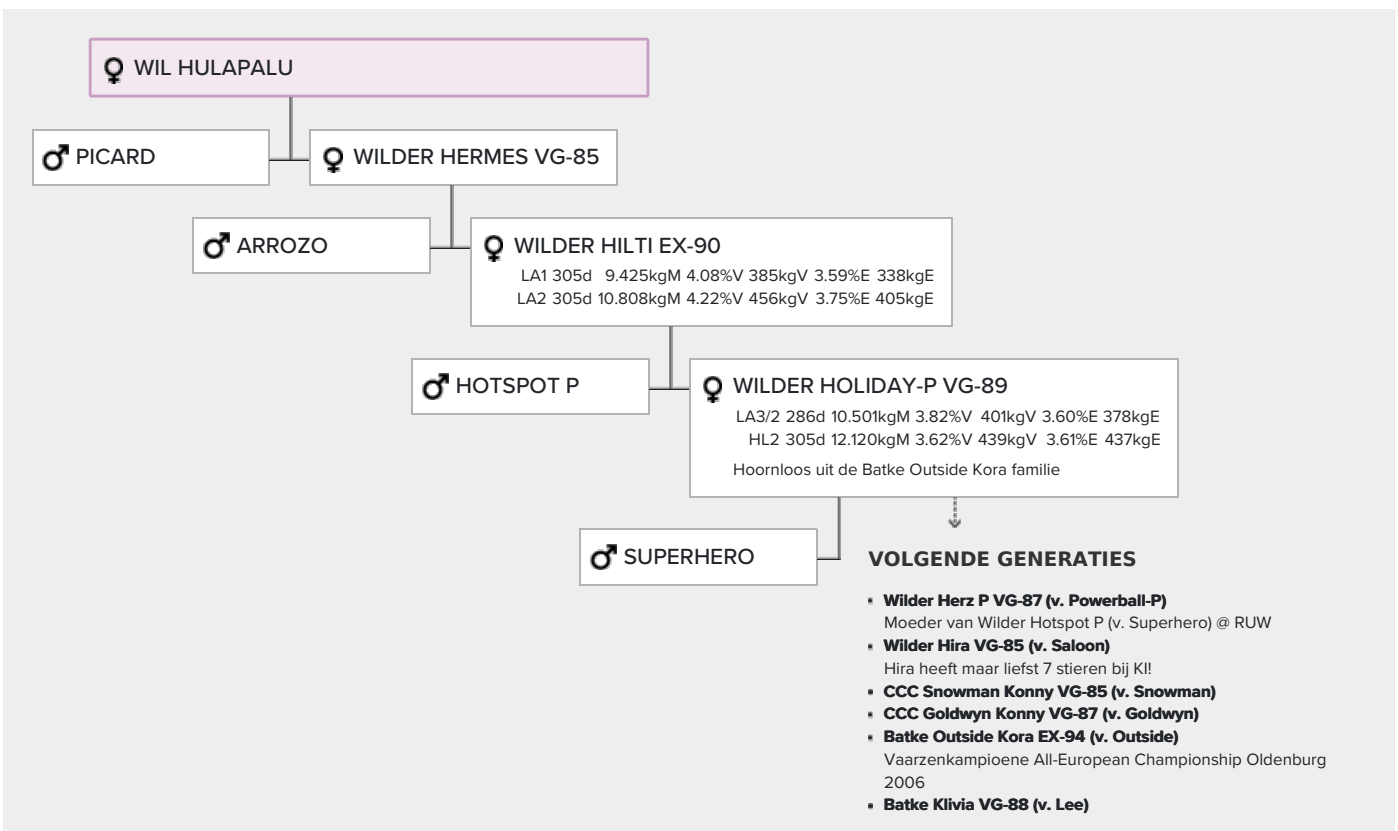 WIL HULAPALU
PICARD
WILDER HERMES VG-85
ARROZO
WILDER HILTI EX-90
LA1 305d 9.425kgM 4.08%V 385kgV 3.59%E 338kgE
LA2 305d 10.808kgM 4.22%V 456kgV 3.75%E 405kgE
HOTSPOT P
WILDER HOLIDAY-P VG-89
LA3/2 286d 10.501kgM 3.82%V 401kgV 3.60%E 378kgE
HL2 305d 12.120kgM 3.62%V 439kgV 3.61%E 437kgE
Hoornloos uit de Batke Outside Kora familie
SUPERHERO
VOLGENDE GENERATIES
Wilder Herz P VG-87 (v. Powerball-P)
Moeder van Wilder Hotspot P (v. Superhero) @ RUW
Wilder Hira VG-85 (v. Saloon)
Hira heeft maar liefst 7 stieren bij KI!
CCC Snowman Konny VG-85 (v. Snowman)
CCC Goldwyn Konny VG-87 (v. Goldwyn)
Batke Outside Kora EX-94 (v. Outside)
Vaarzenkampioene All-European Championship Oldenburg
2006
Batke Klivia VG-88 (v. Lee)